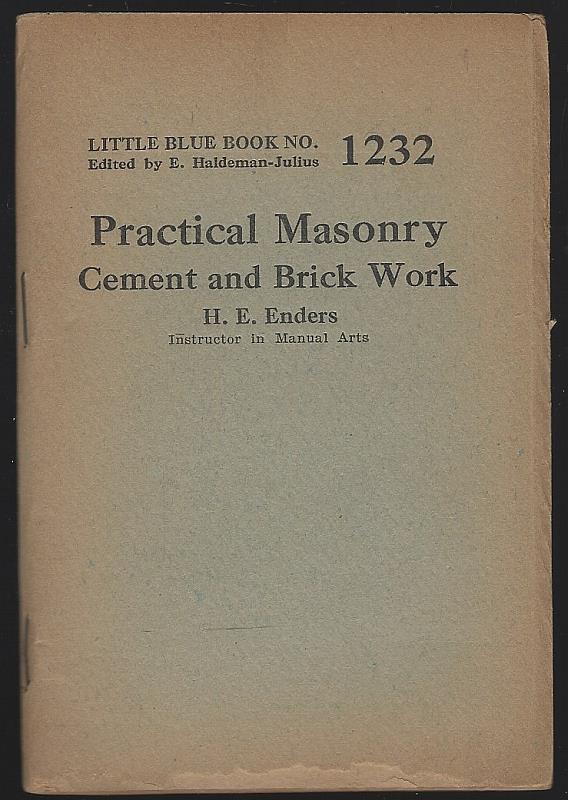 LITTLE BLUE BOOK NO. 1232
Edited by E. Haldeman-Julius
Practical Masonry
Cement and Brick Work
H. E. Enders
Instructor in Manual Arts